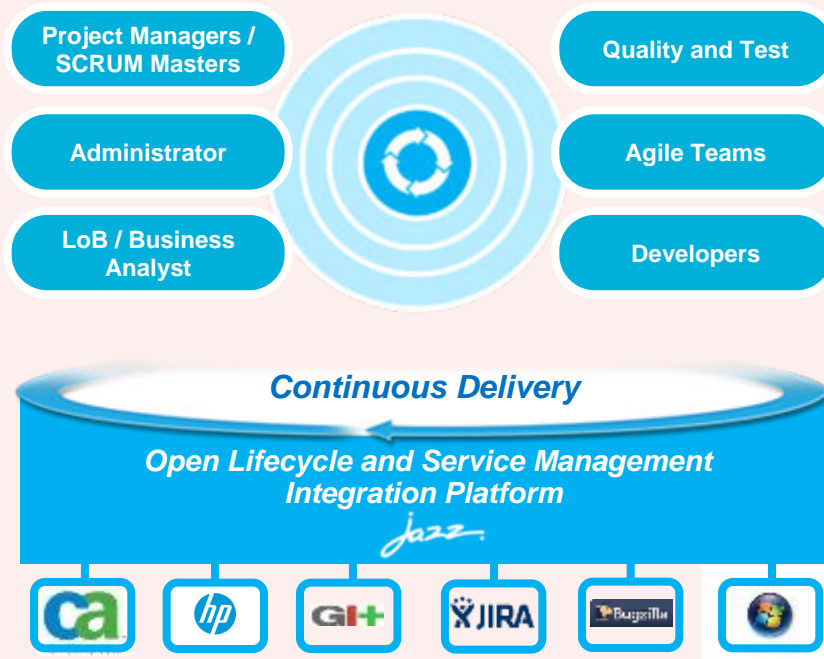 Project Managers /
SCRUM Masters
Quality and Test
Administrator
Agile Teams
LoB / Business
Analyst
Developers
Continuous Delivery
Open Lifecycle and Service Management
Integration Platform
jazz
ca
hp
GIt
JIRA
Bugzilla